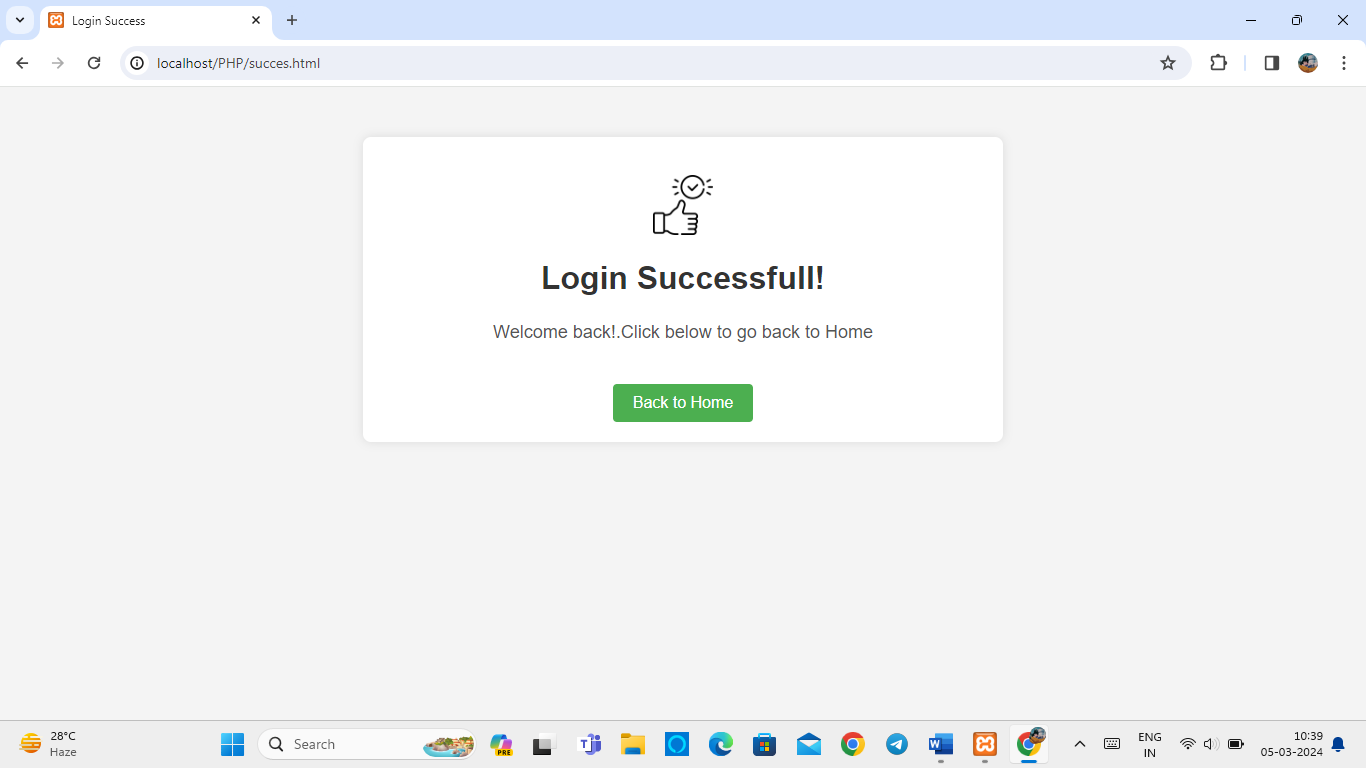 Login Success
localhost/PHP/succes.html
Login Successfull!
Welcome back!.Click below to go back to Home
Back to Home
28°C
Haze
Search
PRE
ENG
IN
10:39
05-03-2024